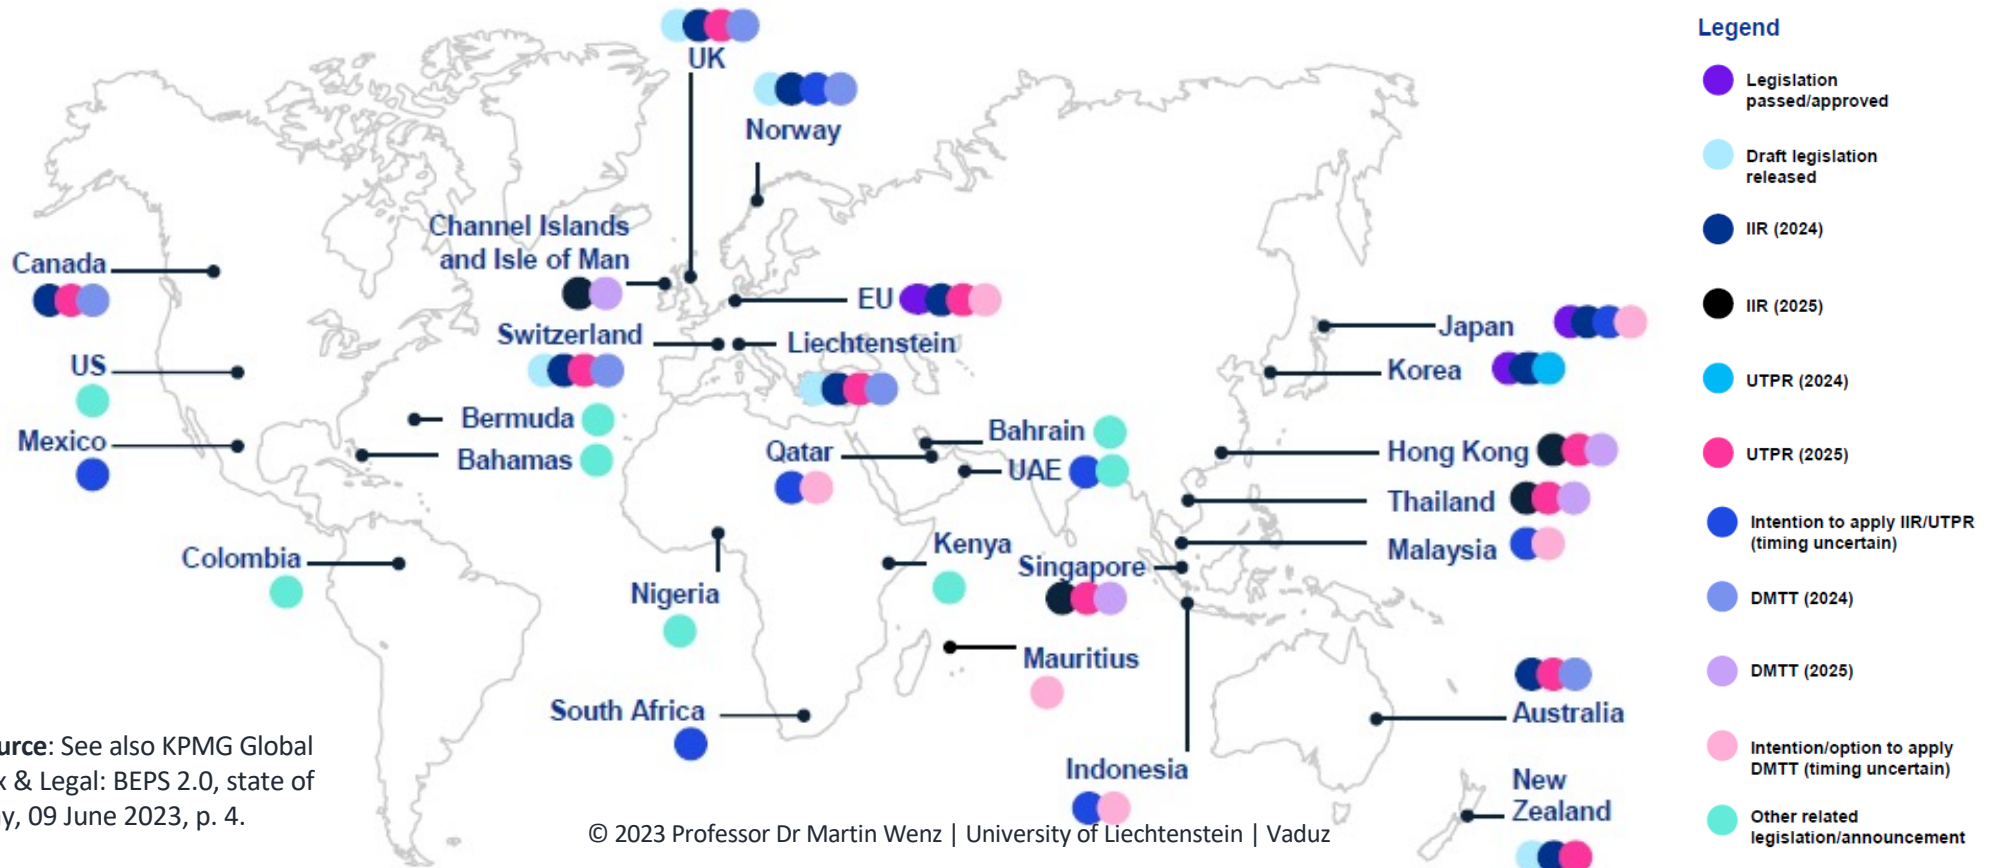 UK
Norway
Channel Islands
and Isle of Man
Canada
EU
Switzerland
Liechtenstein
Japan
Korea
US
Bermuda
Mexico
Bahamas
Qatar
Bahrain
UAE
Hong Kong
Thailand
Malaysia
Colombia
Nigeria
Kenya
Singapore
Mauritius
South Africa
Indonesia
Australia
New
Zealand
Legend
Legislation
passed/approved
Draft legislation
released
IIR (2024)
IIR (2025)
UTPR (2024)
UTPR (2025)
Intention to apply IIR/UTPR
(timing uncertain)
DMTT (2024)
DMTT (2025)
Intention/option to apply
DMTT (timing uncertain)
Other related
legislation/announcement
: See also KPMG Global
& Legal: BEPS 2.0, state of
09 June 2023, p. 4.
© 2023 Professor Dr Martin Wenz | University of Liechtenstein | Vaduz